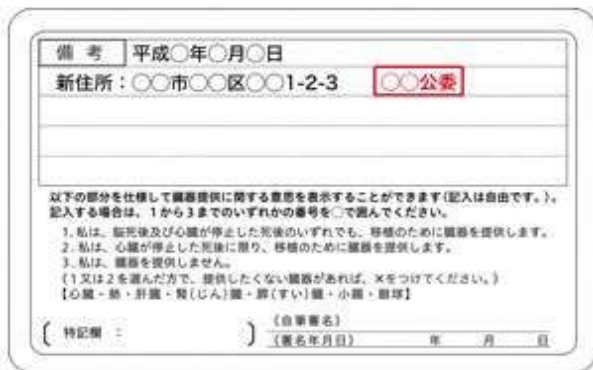 備考 平成○年○月○日
新住所：○○市○○区○○1-2-3 ○○公委
以下の部分を仕様して臓器提供に関する意思を表示することができます(記入は自由です。)。
記入する場合は、1から3までのいずれかの番号を○で囲んでください。
1. 私は、脳死後及び心臓が停止した死後のいずれでも、移植のために臓器を提供します。
2. 私は、心臓が停止した死後に限り、移植のために臓器を提供します。
3. 私は、臓器を提供しません。
(1又は2を選んだ方で、提供したくない臓器があれば、×をつけてください。)
【心臓・肺・肝臓・腎(じん)臓・膵(すい)臓・小腸・眼球】
(自筆署名)
〔 特記欄 ： 〕
(署名年月日) 年 月 日